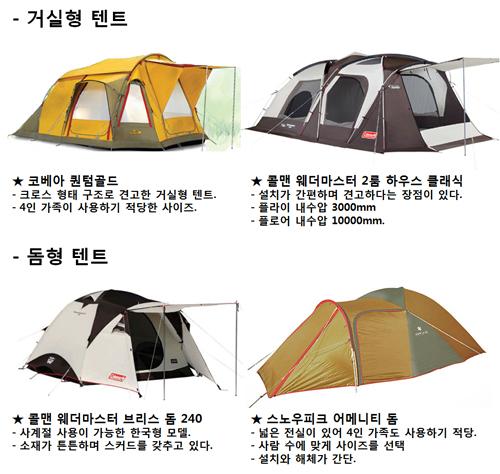 - 거실형 텐트
★ 코베아 퀀텀골드
- 크로스 형태 구조로 견고한 거실형 텐트.
- 4인 가족이 사용하기 적당한 사이즈.
★ 콜맨 웨더마스터 2룸 하우스 클래식
- 설치가 간편하며 견고하다는 장점이 있다.
- 플라이 내수압 3000mm
- 플로어 내수압 10000mm.
- 돔형 텐트
★ 콜맨 웨더마스터 브리스 돔 240
- 사계절 사용이 가능한 한국형 모델.
- 소재가 튼튼하며 스커드를 갖추고 있다.
★ 스노우피크 어메니티 돔
- 넓은 전실이 있어 4인 가족도 사용하기 적당.
- 사람 수에 맞게 사이즈를 선택
- 설치와 해체가 간단.